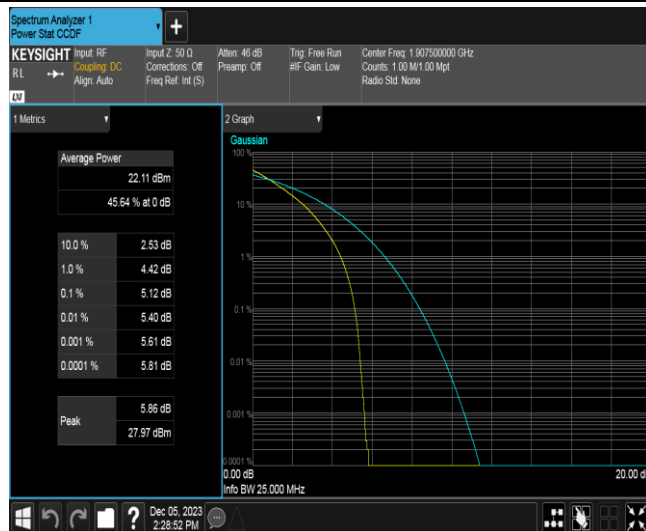 Spectrum Analyzer 1
Power Stat CCDF
+
KEYSIGHT
RL
Input: RF
Coupling: DC
Align: Auto
Input Z: 50 Ω
Corrections: Off
Freq Ref: Int (S)
Atten: 46 dB
Preamp: Off
Trig: Free Run
#IF Gain: Low
Center Freq: 1.907500000 GHz
Counts: 1.00 M/1.00 Mpt
Radio Std: None
1 Metrics
Average Power
22.11 dBm
45.64 % at 0 dB
10.0 % 2.53 dB
1.0 % 4.42 dB
0.1 % 5.12 dB
0.01 % 5.40 dB
0.001 % 5.61 dB
0.0001 % 5.81 dB
Peak
5.86 dB
27.97 dBm
2 Graph
Gaussian
100 %
10 %
1 %
0.1 %
0.01 %
0.001 %
0.0001 %
0.00 dB
20.00 d
Info BW 25.000 MHz
?
Dec 05, 2023
2:28:52 PM